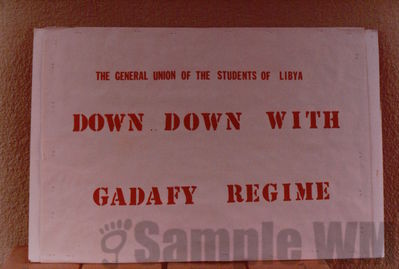 THE GENERAL UNION OF THE STUDENTS OF LIBYA
DOWN DOWN WITH
GADAFY REGIME
Sample WM